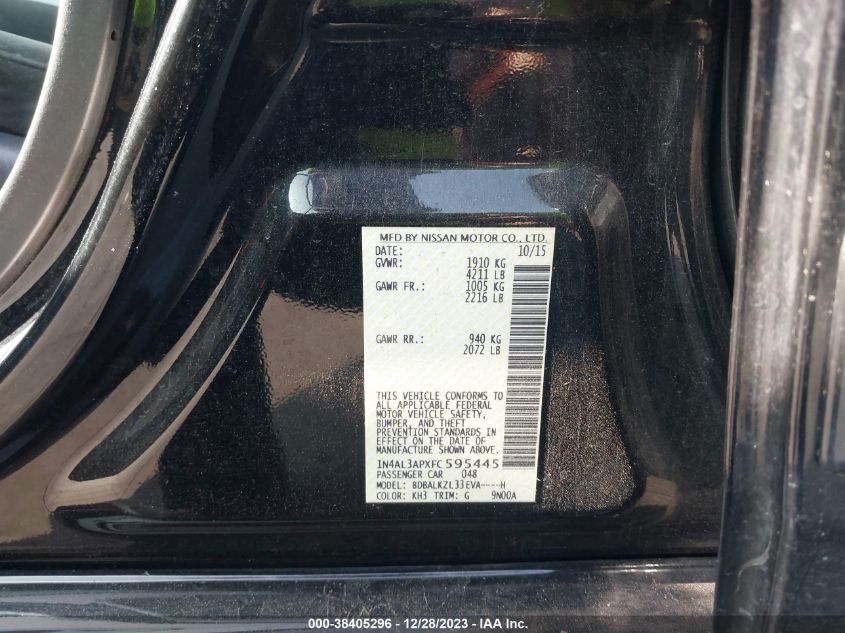 MFD BY NISSAN MOTOR CO., LTD.
DATE: 10/15
GVWR: 1910 KG
4211 LB
GAWR FR.: 1005 KG
2216 LB
GAWR RR.: 940 KG
2072 LB
THIS VEHICLE CONFORMS TO
ALL APPLICABLE FEDERAL
MOTOR VEHICLE SAFETY,
BUMPER, AND THEFT
PREVENTION STANDARDS IN
EFFECT ON THE DATE OF
MANUFACTURE SHOWN ABOVE.
1N4AL3APXFC595445
PASSENGER CAR 048
MODEL: BDBALKZL33EVA----H
COLOR: KH3 TRIM: G 9N00A
000-38405296 - 12/28/2023 - IAA Inc.